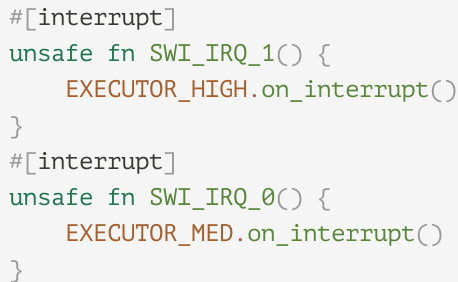 #[interrupt]
unsafe fn SWI_IRQ_1() {
    EXECUTOR_HIGH.on_interrupt()
}
#[interrupt]
unsafe fn SWI_IRQ_0() {
    EXECUTOR_MED.on_interrupt()
}